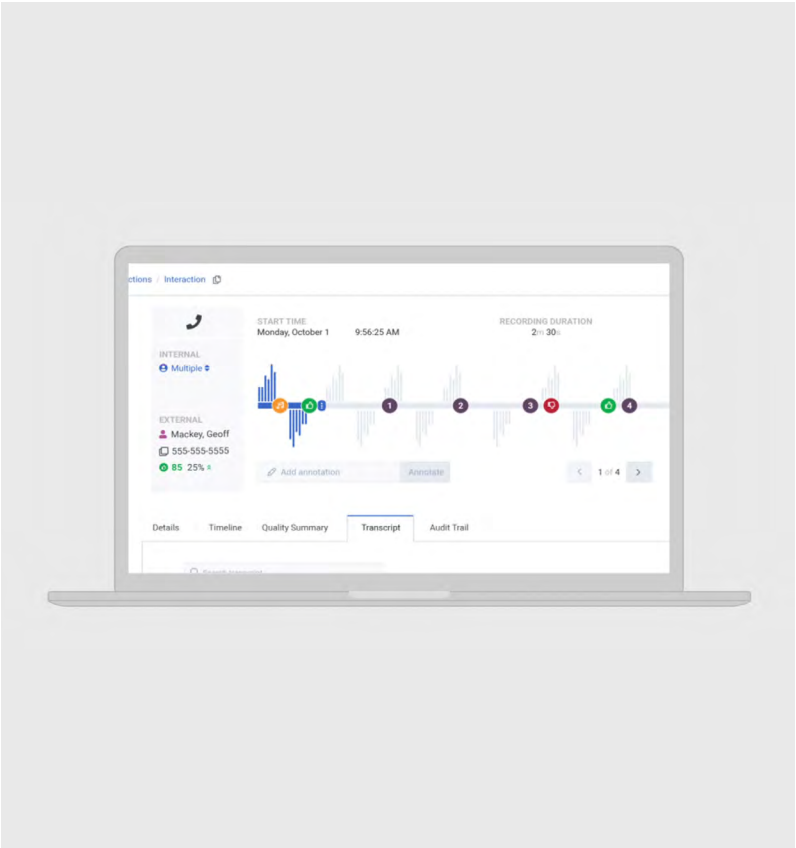 ctions / Interaction
START TIME
RECORDING DURATION
Monday, October 1 9:56:25 AM
2m 30s
INTERNAL
Multiple
1 2 3 4
EXTERNAL
Mackey, Geoff
555-555-5555
85 25%
Add annotation Annotate
1 of 4
Details Timeline Quality Summary Transcript Audit Trail
Search